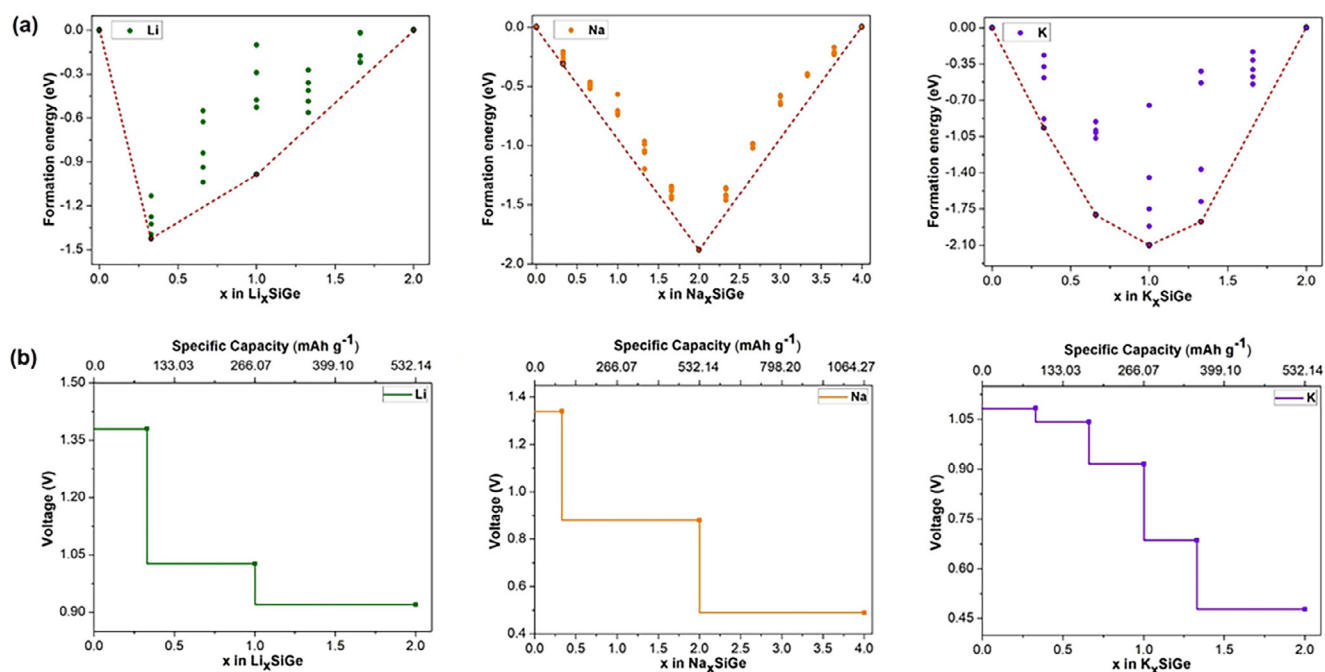 (a)
Li
Formation energy (eV)
0.0
-0.3
-0.6
-0.9
-1.2
-1.5
0.0 0.5 1.0 1.5 2.0
x in LiₓSiGe
Na
Formation energy (eV)
0.0
-0.5
-1.0
-1.5
-2.0
0.0 0.5 1.0 1.5 2.0 2.5 3.0 3.5 4.0
x in NaₓSiGe
K
Formation energy (eV)
0.00
-0.35
-0.70
-1.05
-1.40
-1.75
-2.10
0.0 0.5 1.0 1.5 2.0
x in KₓSiGe
(b)
Specific Capacity (mAh g⁻¹)
0.0 133.03 266.07 399.10 532.14
Li
Voltage (V)
1.50
1.35
1.20
1.05
0.90
0.0 0.5 1.0 1.5 2.0
x in LiₓSiGe
Specific Capacity (mAh g⁻¹)
0.0 266.07 532.14 798.20 1064.27
Na
Voltage (V)
1.4
1.2
1.0
0.8
0.6
0.4
0.0 0.5 1.0 1.5 2.0 2.5 3.0 3.5 4.0
x in NaₓSiGe
Specific Capacity (mAh g⁻¹)
0.0 133.03 266.07 399.10 532.14
K
Voltage (V)
1.05
0.90
0.75
0.60
0.45
0.0 0.5 1.0 1.5 2.0
x in KₓSiGe